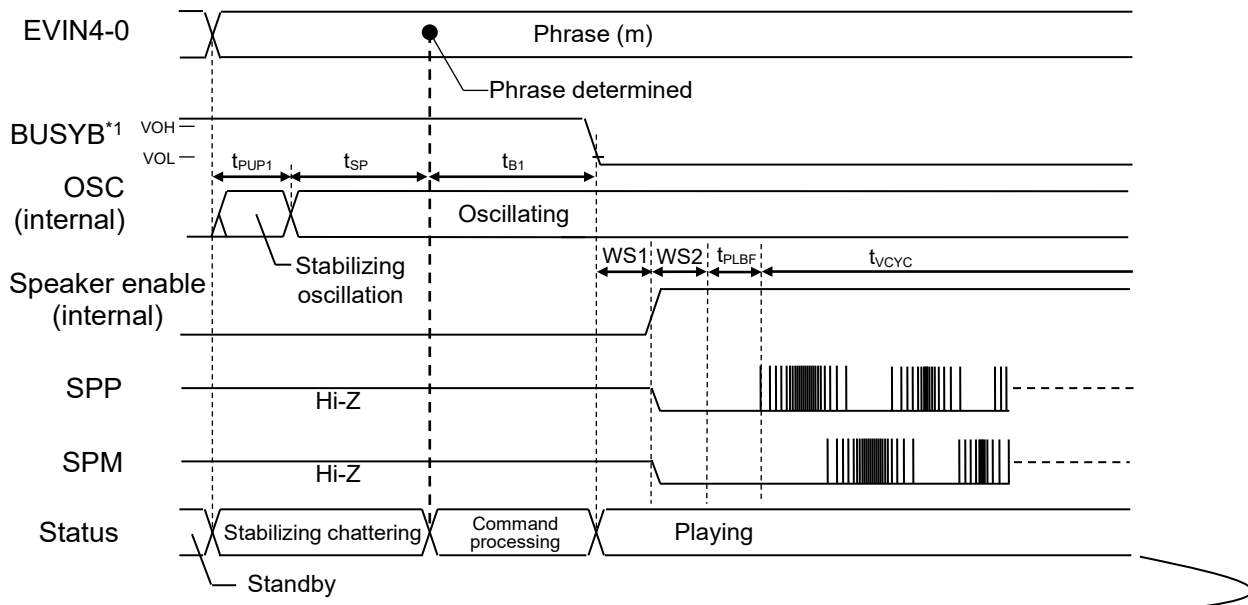 EVIN4-0
Phrase (m)
Phrase determined
BUSYB*1
VOH
VOL
tPUP1
tSP
tB1
OSC
(internal)
Oscillating
Stabilizing
oscillation
WS1
WS2
tPLBF
tVCYC
Speaker enable
(internal)
SPP
Hi-Z
SPM
Hi-Z
Status
Stabilizing chattering
Command
processing
Playing
Standby